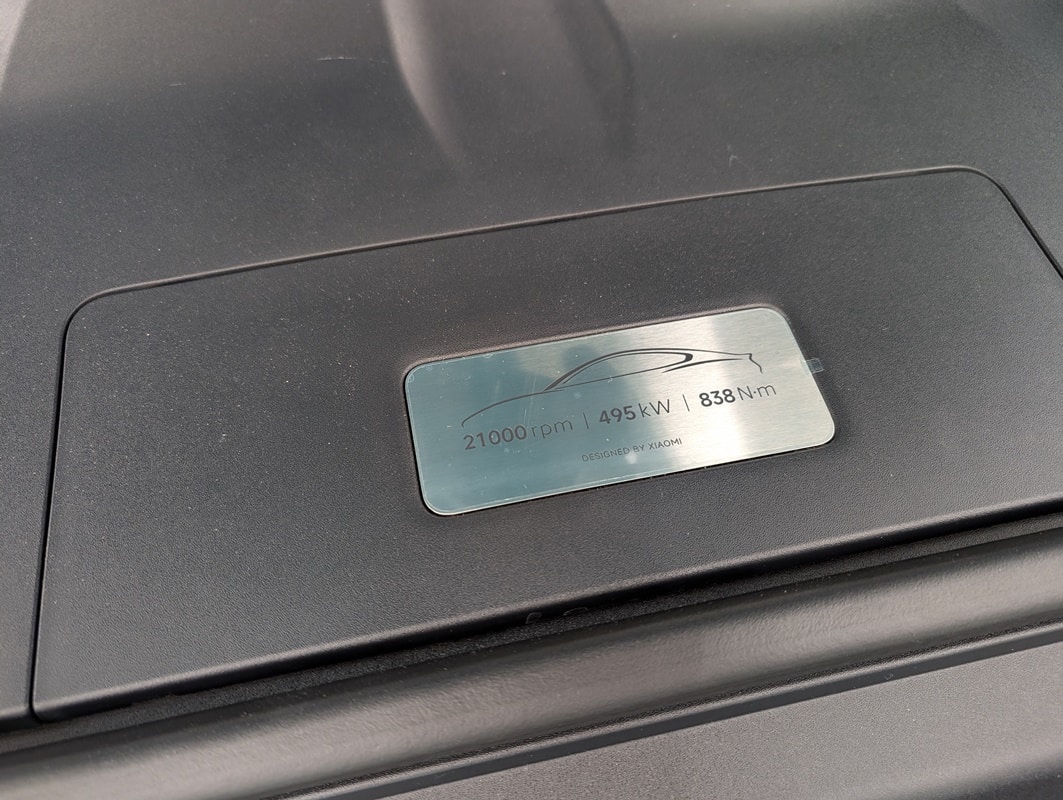 21000 rpm | 495 kW | 838 N·m
DESIGNED BY XIAOMI